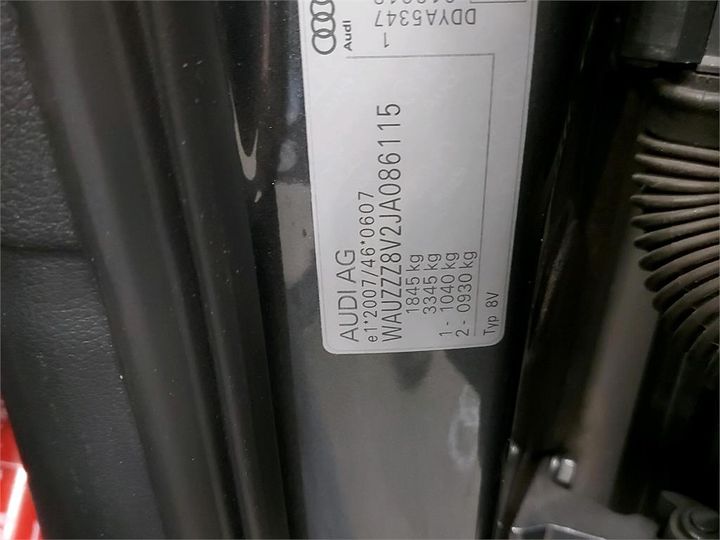 AUDI AG
e1*2007/46*0607
WAUZZZ8V2JA086115
1845 kg
3345 kg
1- 1040 kg
2- 0930 kg
Typ 8V
Audi
1
DDYA5347